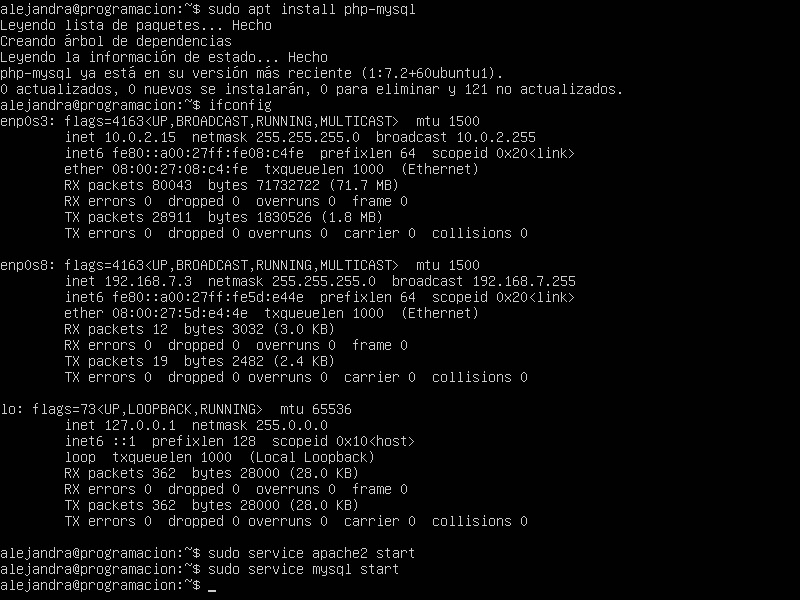 alejandra@programacion:~$ sudo apt install php-mysql
Leyendo lista de paquetes... Hecho
Creando árbol de dependencias
Leyendo la información de estado... Hecho
php-mysql ya está en su versión más reciente (1:7.2+60ubuntu1).
0 actualizados, 0 nuevos se instalarán, 0 para eliminar y 121 no actualizados.
alejandra@programacion:~$ ifconfig
enp0s3: flags=4163<UP,BROADCAST,RUNNING,MULTICAST>  mtu 1500
        inet 10.0.2.15  netmask 255.255.255.0  broadcast 10.0.2.255
        inet6 fe80::a00:27ff:fe08:c4fe  prefixlen 64  scopeid 0x20<link>
        ether 08:00:27:08:c4:fe  txqueuelen 1000  (Ethernet)
        RX packets 80043  bytes 71732722 (71.7 MB)
        RX errors 0  dropped 0  overruns 0  frame 0
        TX packets 28911  bytes 1830526 (1.8 MB)
        TX errors 0  dropped 0 overruns 0  carrier 0  collisions 0

enp0s8: flags=4163<UP,BROADCAST,RUNNING,MULTICAST>  mtu 1500
        inet 192.168.7.3  netmask 255.255.255.0  broadcast 192.168.7.255
        inet6 fe80::a00:27ff:fe5d:e44e  prefixlen 64  scopeid 0x20<link>
        ether 08:00:27:5d:e4:4e  txqueuelen 1000  (Ethernet)
        RX packets 12  bytes 3032 (3.0 KB)
        RX errors 0  dropped 0  overruns 0  frame 0
        TX packets 19  bytes 2482 (2.4 KB)
        TX errors 0  dropped 0 overruns 0  carrier 0  collisions 0

lo: flags=73<UP,LOOPBACK,RUNNING>  mtu 65536
        inet 127.0.0.1  netmask 255.0.0.0
        inet6 ::1  prefixlen 128  scopeid 0x10<host>
        loop  txqueuelen 1000  (Local Loopback)
        RX packets 362  bytes 28000 (28.0 KB)
        RX errors 0  dropped 0  overruns 0  frame 0
        TX packets 362  bytes 28000 (28.0 KB)
        TX errors 0  dropped 0 overruns 0  carrier 0  collisions 0

alejandra@programacion:~$ sudo service apache2 start
alejandra@programacion:~$ sudo service mysql start
alejandra@programacion:~$ _